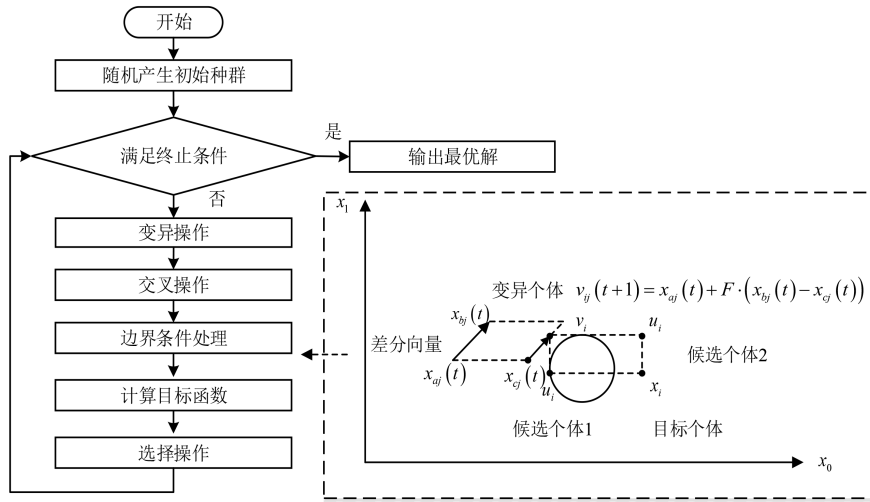 开始
随机产生初始种群
满足终止条件
是
输出最优解
否
变异操作
交叉操作
边界条件处理
计算目标函数
选择操作
x₁
变异个体 vᵢⱼ(t+1)=xₐⱼ(t)+F·(x_bj(t)−x_cj(t))
x_bj(t)
vᵢ
uᵢ
差分向量
候选个体2
xₐⱼ(t)
x_cj(t)
uᵢ
xᵢ
候选个体1
目标个体
x₀